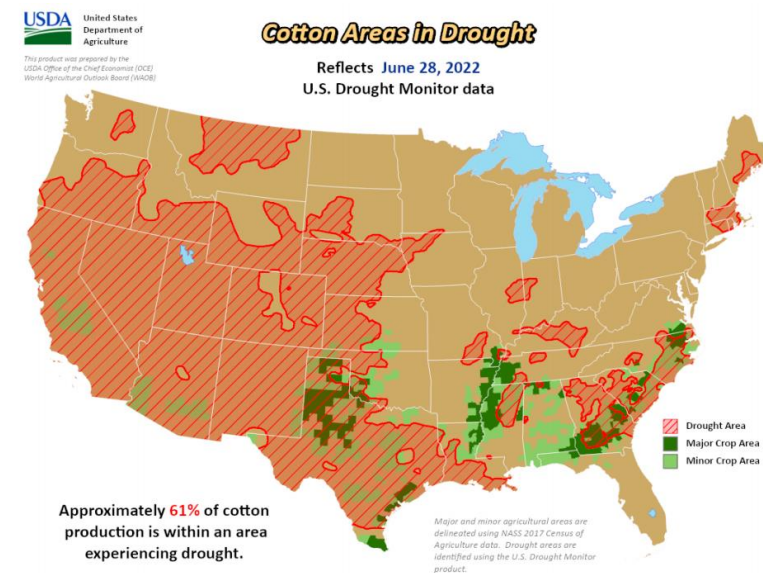 USDA
United States
Department of
Agriculture
This product was prepared by the
USDA Office of the Chief Economist (OCE)
World Agricultural Outlook Board (WAOB)
Cotton Areas in Drought
Reflects June 28, 2022
U.S. Drought Monitor data
Drought Area
Major Crop Area
Minor Crop Area
Approximately 61% of cotton
production is within an area
experiencing drought.
Major and minor agricultural areas are
delineated using NASS 2017 Census of
Agriculture data. Drought areas are
identified using the U.S. Drought Monitor
product.